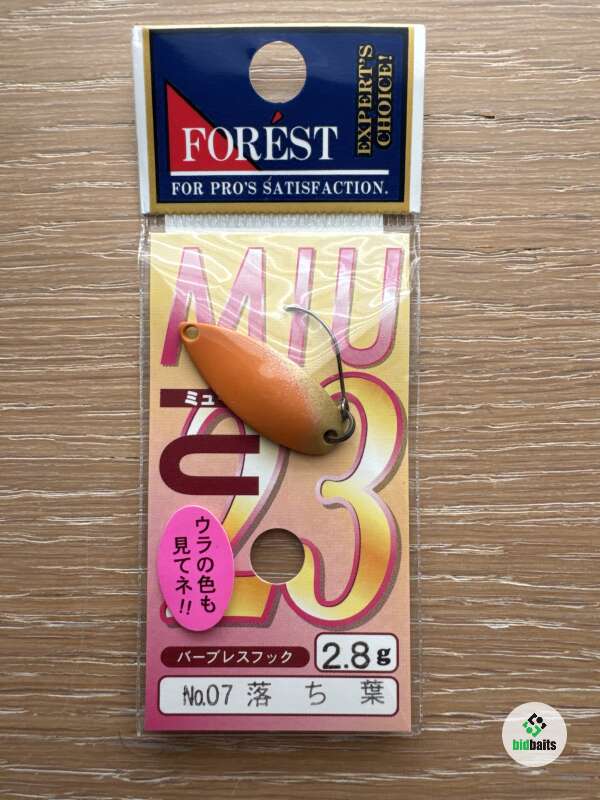 FORÉST
EXPERT'S
CHOICE!
FOR PRO'S SATISFACTION.
MIU
ミュ
23
ウラの色も
見てネ!!
バーブレスフック
2.8g
No.07 落ち葉
bidbaits